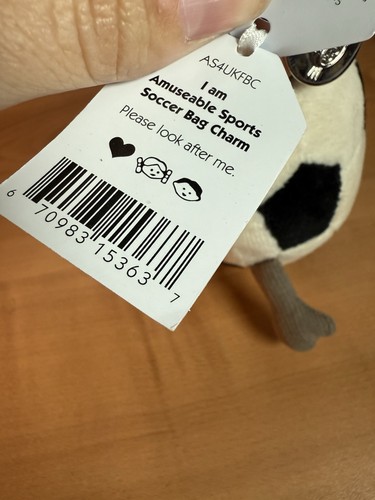 AS4UKFBC
I am
Amuseable Sports
Soccer Bag Charm
Please look after me.
6 70983 15363 7